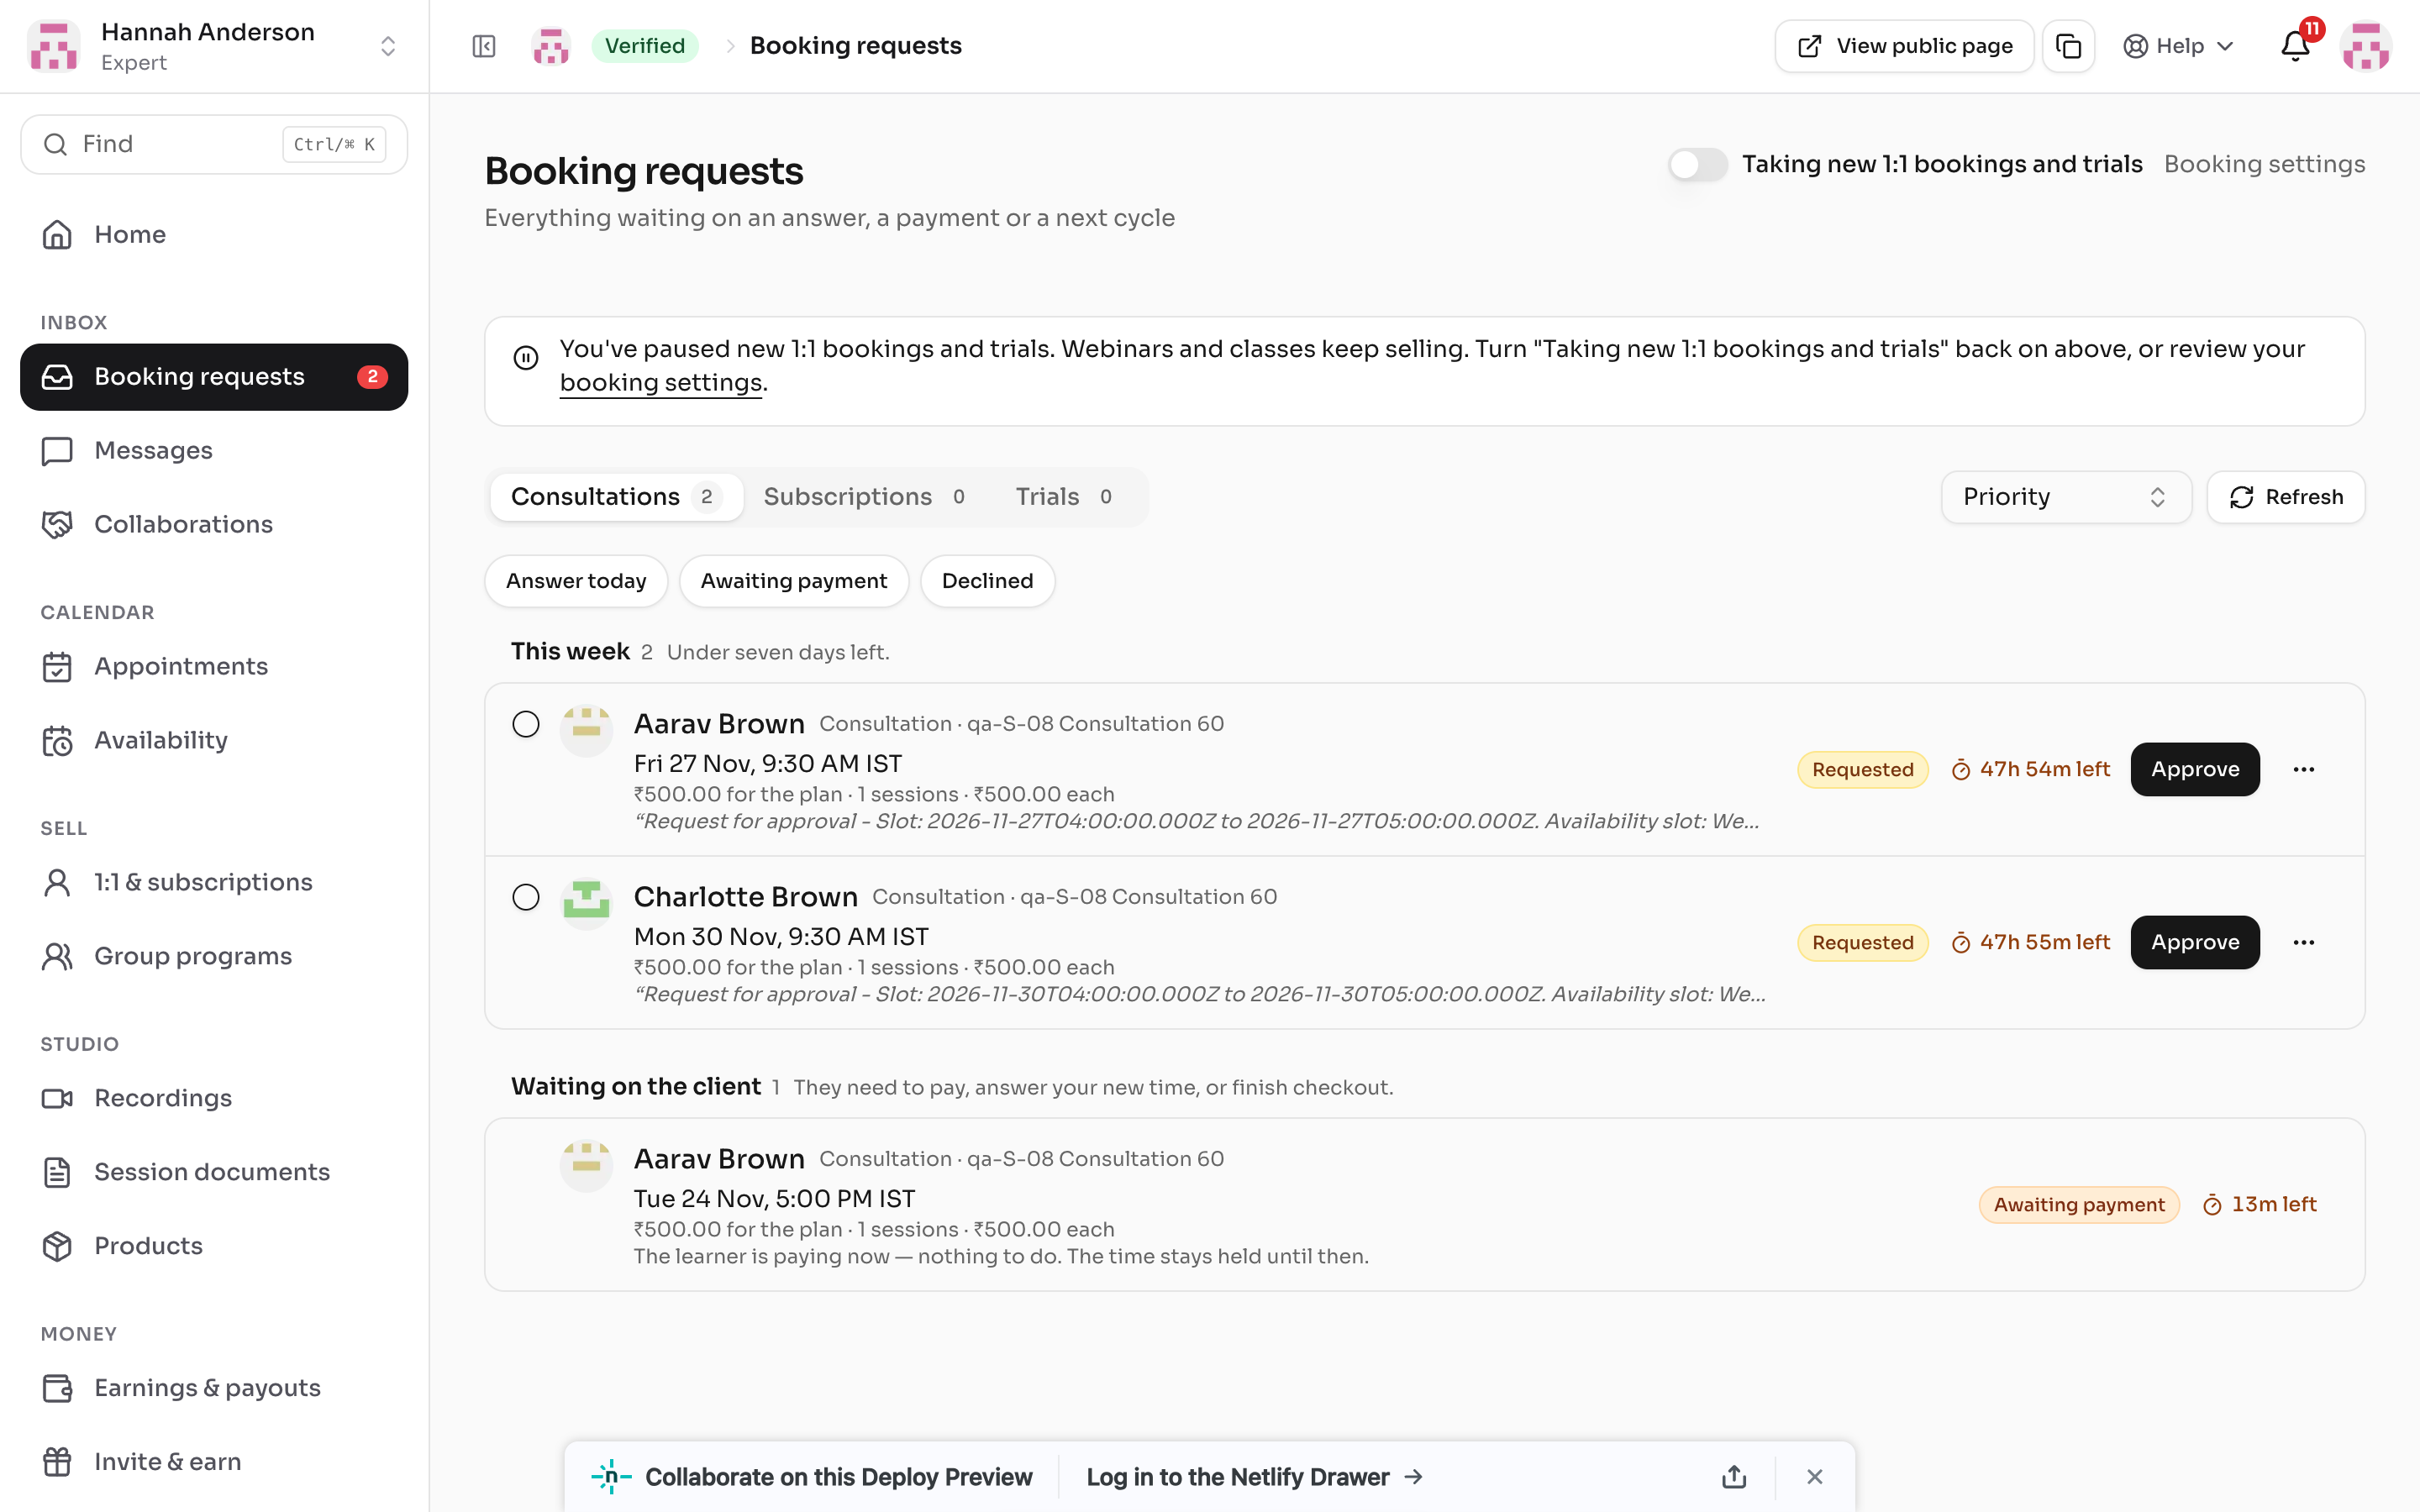 Hannah Anderson
Expert
Verified
Booking requests
View public page
Help
11
Find
Ctrl/⌘ K
Home
INBOX
Booking requests 2
Messages
Collaborations
CALENDAR
Appointments
Availability
SELL
1:1 & subscriptions
Group programs
STUDIO
Recordings
Session documents
Products
MONEY
Earnings & payouts
Invite & earn
Booking requests
Everything waiting on an answer, a payment or a next cycle
Taking new 1:1 bookings and trials
Booking settings
You've paused new 1:1 bookings and trials. Webinars and classes keep selling. Turn "Taking new 1:1 bookings and trials" back on above, or review your
booking settings.
Consultations 2
Subscriptions 0
Trials 0
Priority
Refresh
Answer today
Awaiting payment
Declined
This week 2 Under seven days left.
Aarav Brown Consultation · qa-S-08 Consultation 60
Fri 27 Nov, 9:30 AM IST
₹500.00 for the plan · 1 sessions · ₹500.00 each
“Request for approval - Slot: 2026-11-27T04:00:00.000Z to 2026-11-27T05:00:00.000Z. Availability slot: We...
Requested
47h 54m left
Approve
Charlotte Brown Consultation · qa-S-08 Consultation 60
Mon 30 Nov, 9:30 AM IST
₹500.00 for the plan · 1 sessions · ₹500.00 each
“Request for approval - Slot: 2026-11-30T04:00:00.000Z to 2026-11-30T05:00:00.000Z. Availability slot: We...
Requested
47h 55m left
Approve
Waiting on the client 1 They need to pay, answer your new time, or finish checkout.
Aarav Brown Consultation · qa-S-08 Consultation 60
Tue 24 Nov, 5:00 PM IST
₹500.00 for the plan · 1 sessions · ₹500.00 each
The learner is paying now — nothing to do. The time stays held until then.
Awaiting payment
13m left
Collaborate on this Deploy Preview
Log in to the Netlify Drawer →